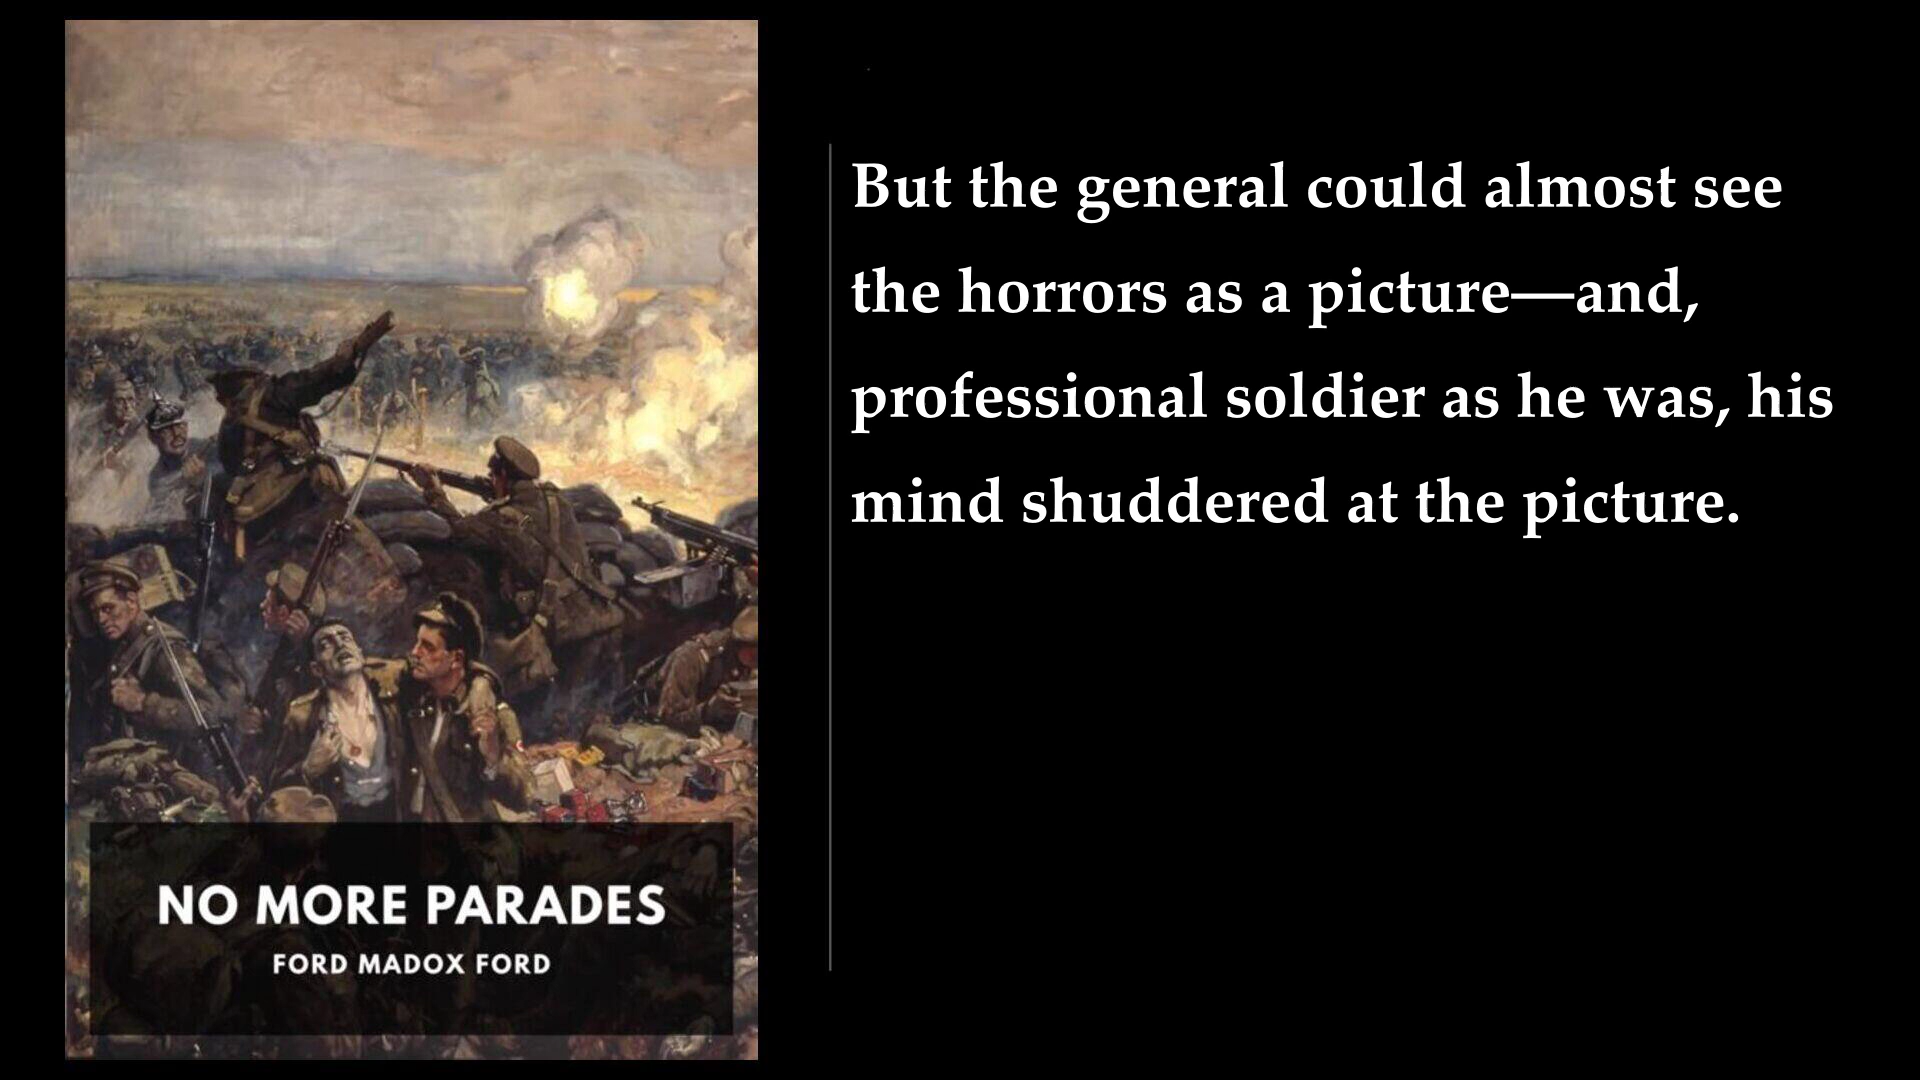 But the general could almost see
the horrors as a picture—and,
professional soldier as he was, his
mind shuddered at the picture.
NO MORE PARADES
FORD MADOX FORD